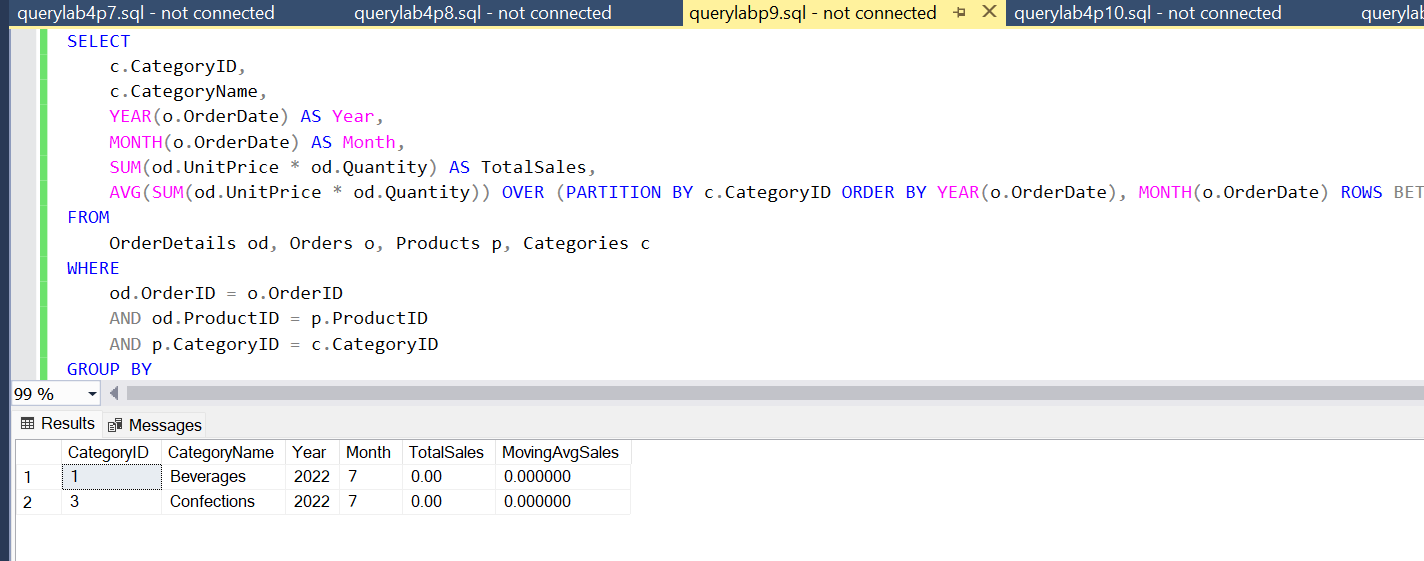 querylab4p7.sql - not connected querylab4p8.sql - not connected querylabp9.sql - not connected querylab4p10.sql - not connected querylab
SELECT
c.CategoryID,
c.CategoryName,
YEAR(o.OrderDate) AS Year,
MONTH(o.OrderDate) AS Month,
SUM(od.UnitPrice * od.Quantity) AS TotalSales,
AVG(SUM(od.UnitPrice * od.Quantity)) OVER (PARTITION BY c.CategoryID ORDER BY YEAR(o.OrderDate), MONTH(o.OrderDate) ROWS BET
FROM
OrderDetails od, Orders o, Products p, Categories c
WHERE
od.OrderID = o.OrderID
AND od.ProductID = p.ProductID
AND p.CategoryID = c.CategoryID
GROUP BY
99 %
Results Messages
CategoryID CategoryName Year Month TotalSales MovingAvgSales
1 1 Beverages 2022 7 0.00 0.000000
2 3 Confections 2022 7 0.00 0.000000